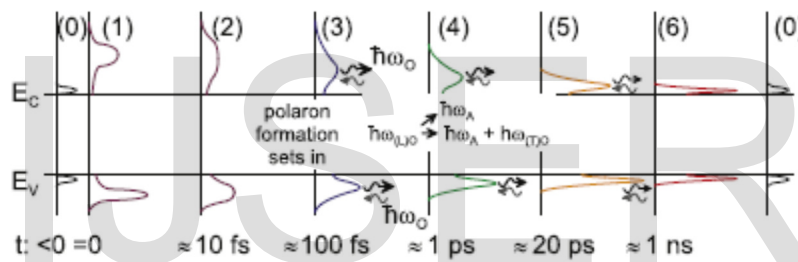 (0) (1) (2) (3) (4) (5) (6) (0
ħω_O
E_C
polaron
formation
sets in
ħω_A
ħω_(L)O ħω_A + hω_(T)O
E_V
ħω_O
t: <0 =0 ≈10 fs ≈100 fs ≈1 ps ≈20 ps ≈1 ns
IJSER